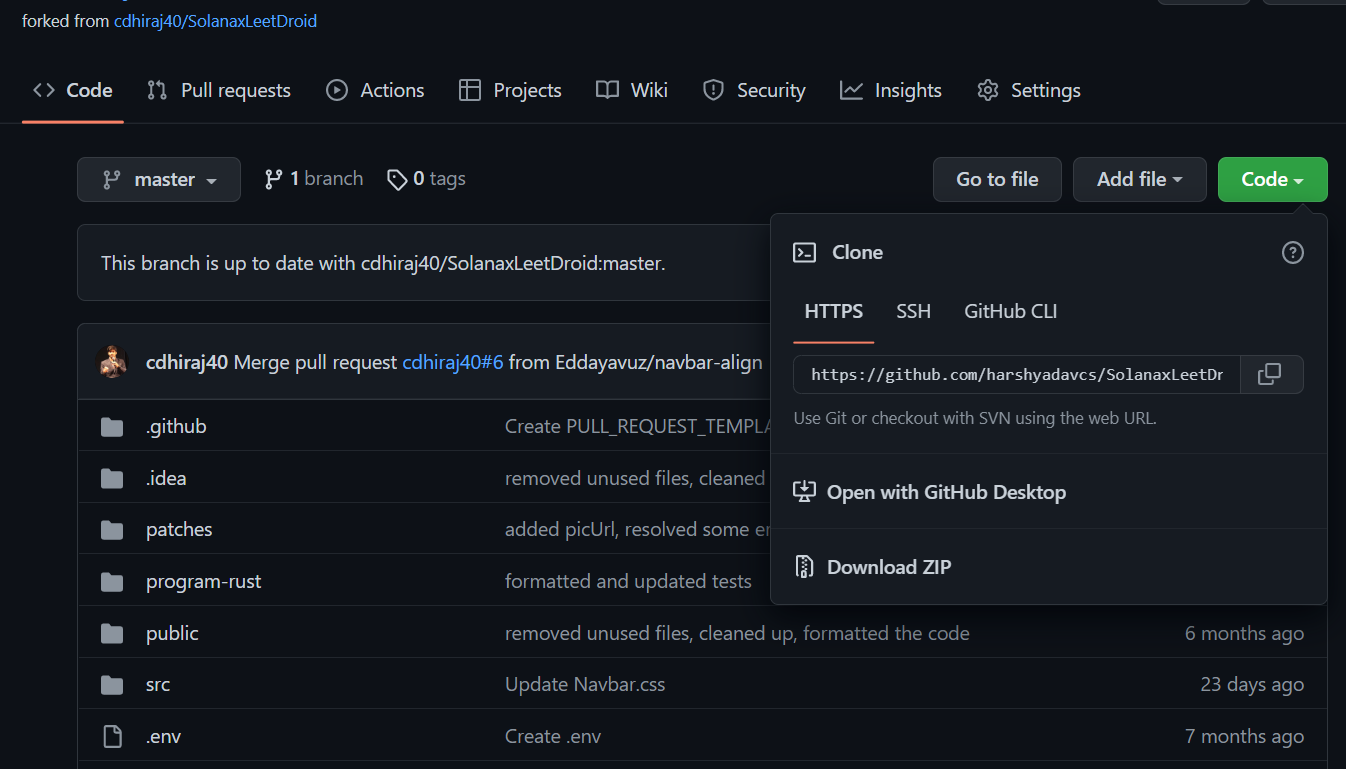 forked from cdhiraj40/SolanaxLeetDroid
Code Pull requests Actions Projects Wiki Security Insights Settings
master 1 branch 0 tags Go to file Add file Code
This branch is up to date with cdhiraj40/SolanaxLeetDroid:master.
Clone
HTTPS SSH GitHub CLI
https://github.com/harshyadavcs/SolanaxLeetDr
Use Git or checkout with SVN using the web URL.
Open with GitHub Desktop
Download ZIP
cdhiraj40 Merge pull request cdhiraj40#6 from Eddayavuz/navbar-align
.github Create PULL_REQUEST_TEMPLA
.idea removed unused files, cleaned
patches added picUrl, resolved some er
program-rust formatted and updated tests
public removed unused files, cleaned up, formatted the code 6 months ago
src Update Navbar.css 23 days ago
.env Create .env 7 months ago